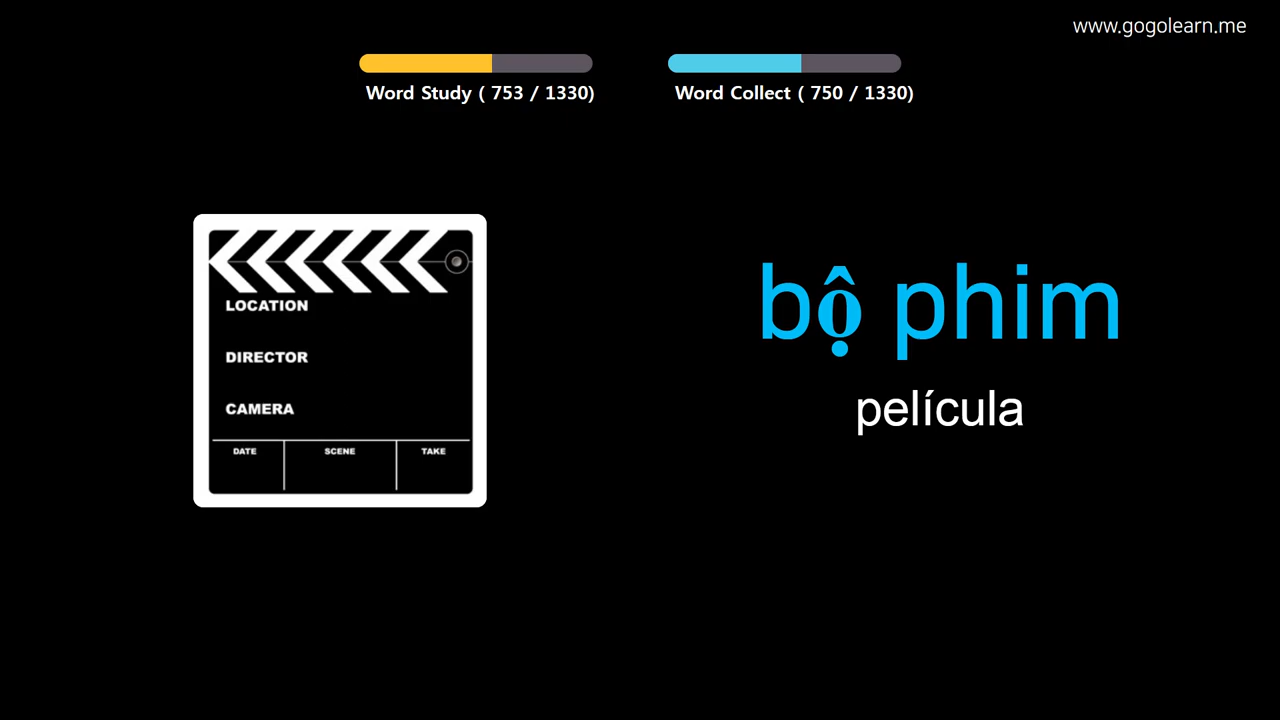 www.gogolearn.me
Word Study ( 753 / 1330)
Word Collect ( 750 / 1330)
LOCATION
DIRECTOR
CAMERA
DATE
SCENE
TAKE
bộ phim
película